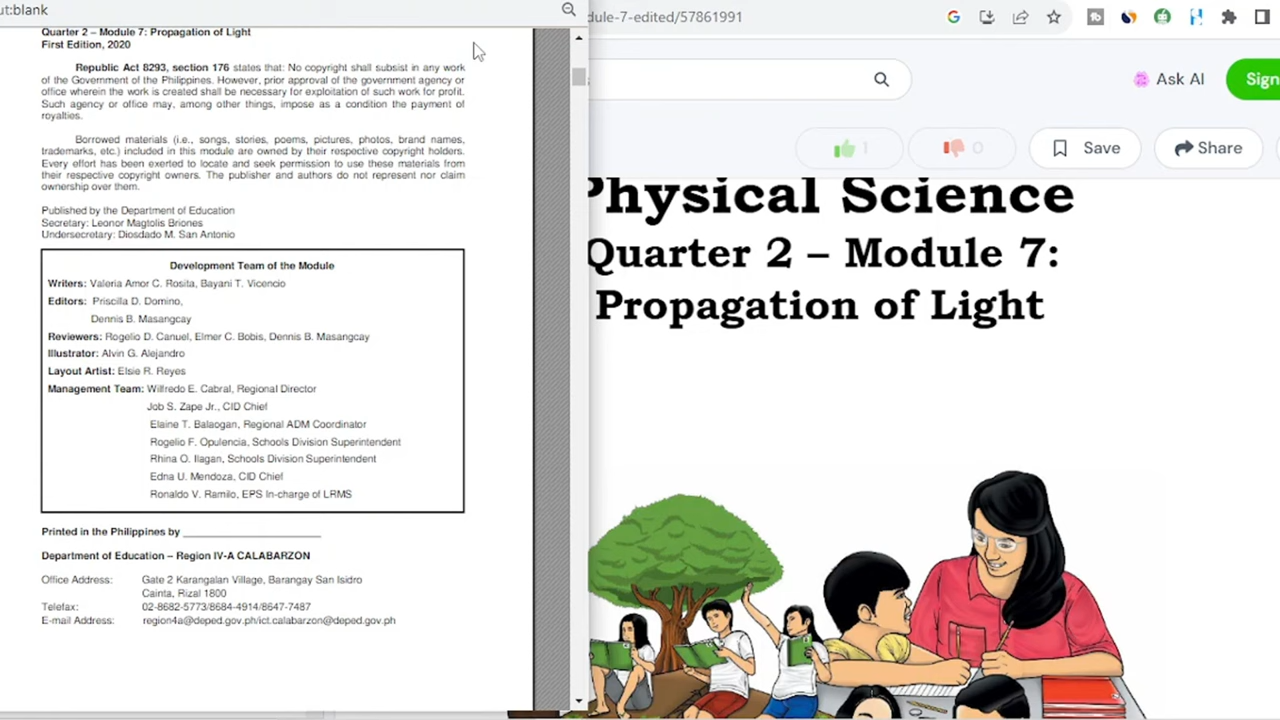 ut:blank
Quarter 2 – Module 7: Propagation of Light
First Edition, 2020
Republic Act 8293, section 176 states that: No copyright shall subsist in any work
of the Government of the Philippines. However, prior approval of the government agency or
office wherein the work is created shall be necessary for exploitation of such work for profit.
Such agency or office may, among other things, impose as a condition the payment of
royalties.
Borrowed materials (i.e., songs, stories, poems, pictures, photos, brand names,
trademarks, etc.) included in this module are owned by their respective copyright holders.
Every effort has been exerted to locate and seek permission to use these materials from
their respective copyright owners. The publisher and authors do not represent nor claim
ownership over them.
Published by the Department of Education
Secretary: Leonor Magtolis Briones
Undersecretary: Diosdado M. San Antonio
Development Team of the Module
Writers: Valeria Amor C. Rosita, Bayani T. Vicencio
Editors: Priscilla D. Domino,
Dennis B. Masangcay
Reviewers: Rogelio D. Canuel, Elmer C. Bobis, Dennis B. Masangcay
Illustrator: Alvin G. Alejandro
Layout Artist: Elsie R. Reyes
Management Team: Wilfredo E. Cabral, Regional Director
Job S. Zape Jr., CID Chief
Elaine T. Balaogan, Regional ADM Coordinator
Rogelio F. Opulencia, Schools Division Superintendent
Rhina O. Ilagan, Schools Division Superintendent
Edna U. Mendoza, CID Chief
Ronaldo V. Ramilo, EPS In-charge of LRMS
Printed in the Philippines by ____________________
Department of Education – Region IV-A CALABARZON
Office Address: Gate 2 Karangalan Village, Barangay San Isidro
Cainta, Rizal 1800
Telefax: 02-8682-5773/8684-4914/8647-7487
E-mail Address: region4a@deped.gov.ph/ict.calabarzon@deped.gov.ph
dule-7-edited/57861991
Ask AI
Sign
1
0
Save
Share
Physical Science
Quarter 2 – Module 7:
Propagation of Light